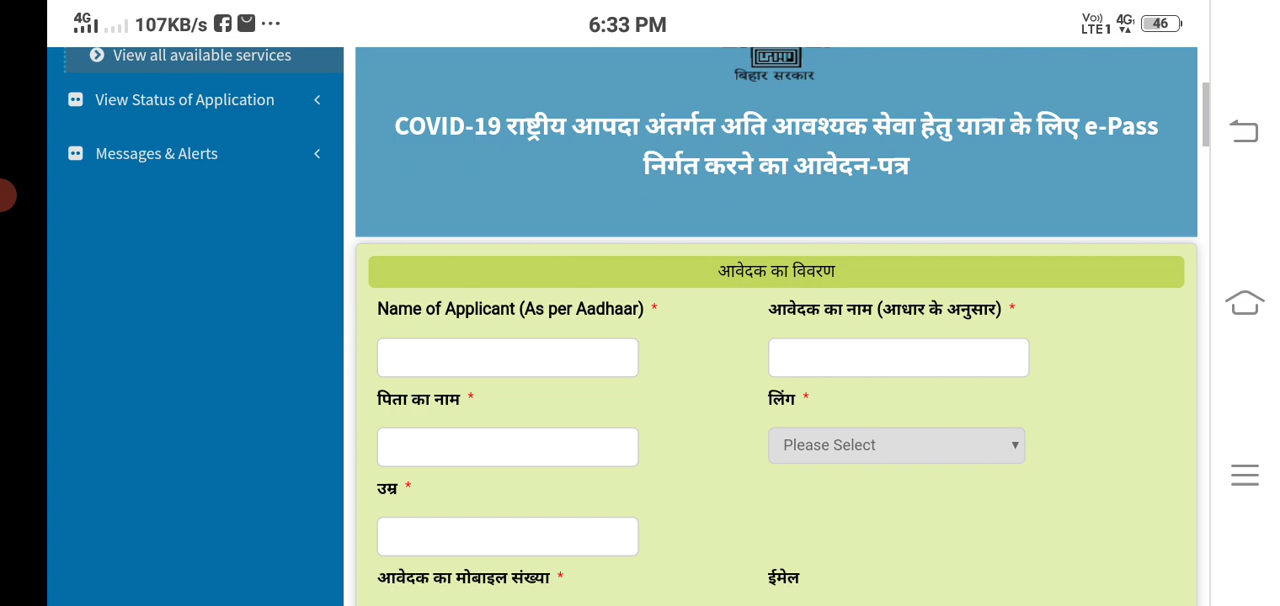 4G 107KB/s 6:33 PM Vo)) LTE1 4G 46
View all available services
View Status of Application
Messages & Alerts
बिहार सरकार
COVID-19 राष्ट्रीय आपदा अंतर्गत अति आवश्यक सेवा हेतु यात्रा के लिए e-Pass
निर्गत करने का आवेदन-पत्र
आवेदक का विवरण
Name of Applicant (As per Aadhaar) *
आवेदक का नाम (आधार के अनुसार) *
पिता का नाम *
लिंग *
Please Select
उम्र *
आवेदक का मोबाइल संख्या *
ईमेल